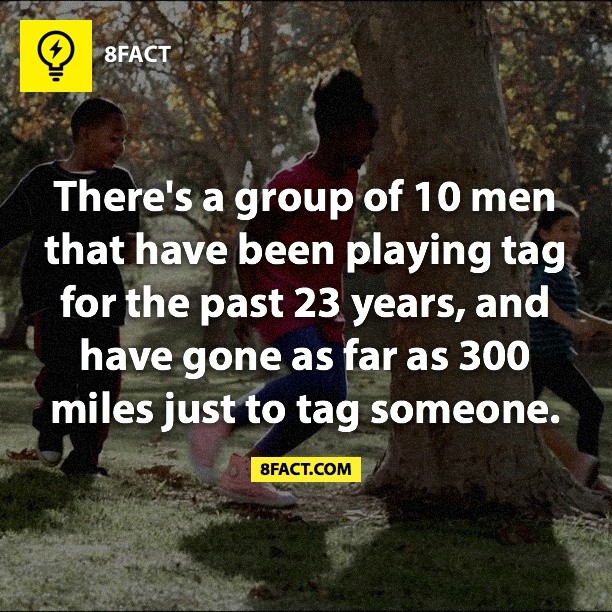 8FACT
There's a group of 10 men
that have been playing tag
for the past 23 years, and
have gone as far as 300
miles just to tag someone.
8FACT.COM